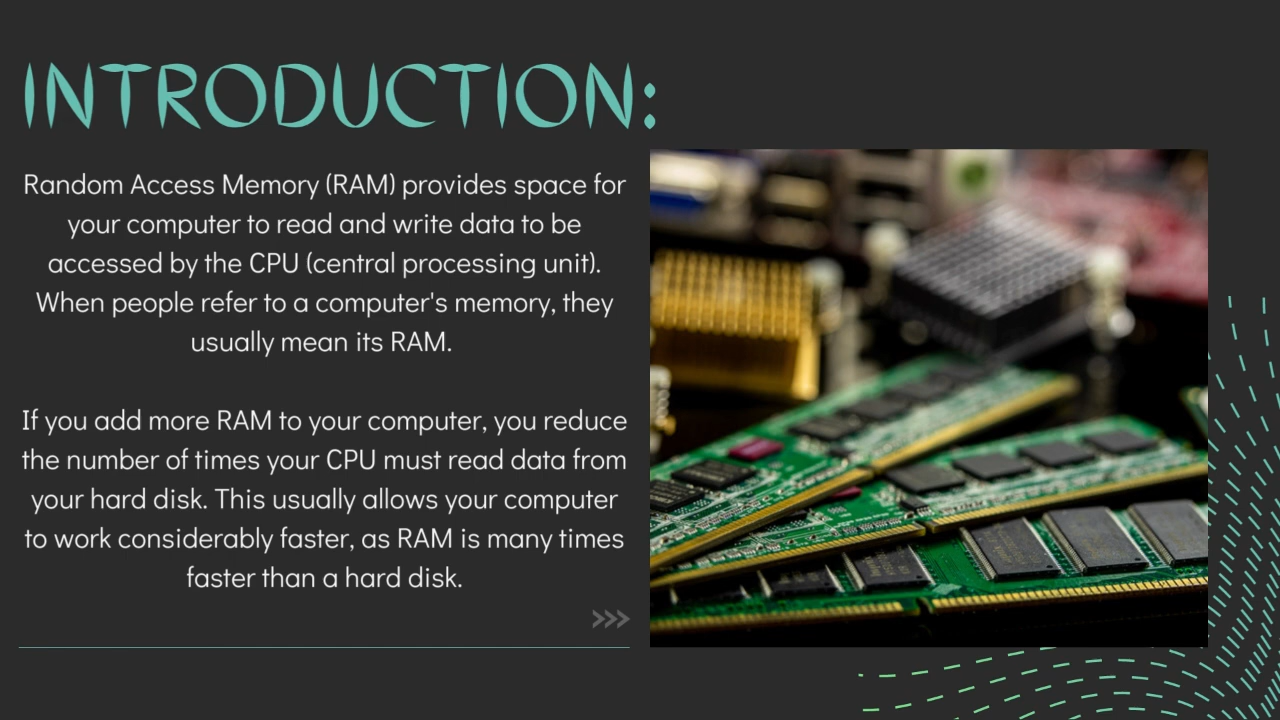 INTRODUCTION:
Random Access Memory (RAM) provides space for
your computer to read and write data to be
accessed by the CPU (central processing unit).
When people refer to a computer's memory, they
usually mean its RAM.
If you add more RAM to your computer, you reduce
the number of times your CPU must read data from
your hard disk. This usually allows your computer
to work considerably faster, as RAM is many times
faster than a hard disk.